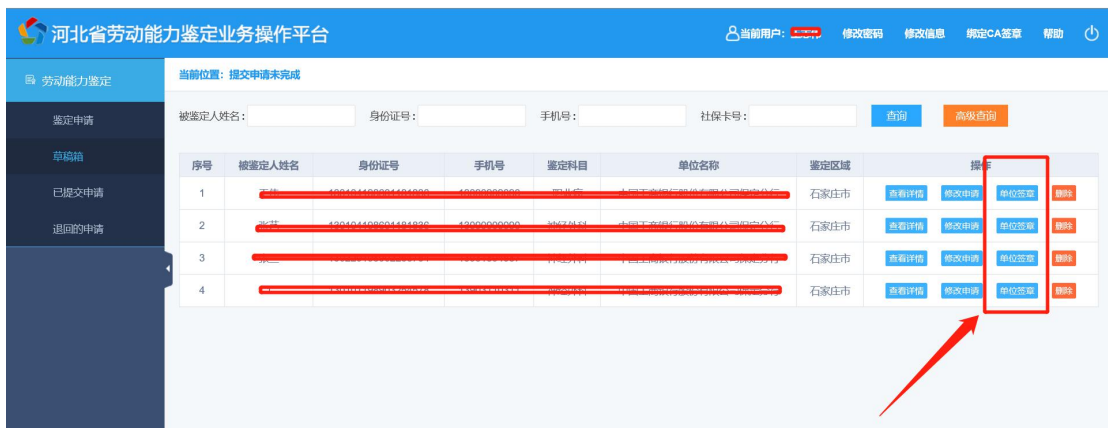 河北省劳动能力鉴定业务操作平台
当前用户： 修改密码 修改信息 绑定CA签章 帮助
劳动能力鉴定
鉴定申请
草稿箱
已提交申请
退回的申请
当前位置：提交申请未完成
被鉴定人姓名： 身份证号： 手机号： 社保卡号： 查询 高级查询
序号 被鉴定人姓名 身份证号 手机号 鉴定科目 单位名称 鉴定区域 操作
1 石家庄市 查看详情 修改申请 单位签章 删除
2 石家庄市 查看详情 修改申请 单位签章 删除
3 石家庄市 查看详情 修改申请 单位签章 删除
4 石家庄市 查看详情 修改申请 单位签章 删除